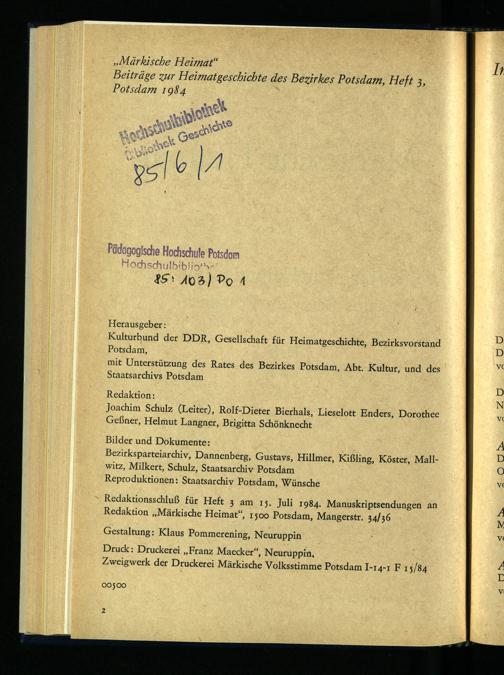 „Märkische Heimat“
Beiträge zur Heimatgeschichte des Bezirkes Potsdam, Heft 3,
Potsdam 1984
Hochschulbibliothek
Bibliothek Geschichte
85/6/1
Pädagogische Hochschule Potsdam
Hochschulbibliothek
85: 103/ Po 1
Herausgeber:
Kulturbund der DDR, Gesellschaft für Heimatgeschichte, Bezirksvorstand
Potsdam,
mit Unterstützung des Rates des Bezirkes Potsdam, Abt. Kultur, und des
Staatsarchivs Potsdam
Redaktion:
Joachim Schulz (Leiter), Rolf-Dieter Bierhals, Lieselott Enders, Dorothee
Geßner, Helmut Langner, Brigitta Schönknecht
Bilder und Dokumente:
Bezirksparteiarchiv, Dannenberg, Gustavs, Hillmer, Kißling, Köster, Mall-
witz, Milkert, Schulz, Staatsarchiv Potsdam
Reproduktionen: Staatsarchiv Potsdam, Wünsche
Redaktionsschluß für Heft 3 am 15. Juli 1984. Manuskriptsendungen an
Redaktion „Märkische Heimat“, 1500 Potsdam, Mangerstr. 34/36
Gestaltung: Klaus Pommerening, Neuruppin
Druck: Druckerei „Franz Maecker“, Neuruppin,
Zweigwerk der Druckerei Märkische Volksstimme Potsdam I-14-1 F 15/84
00500
2